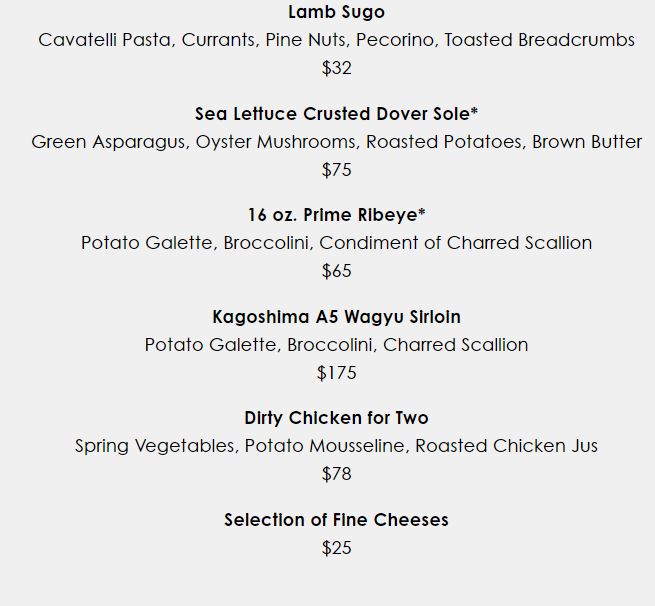 Lamb Sugo
Cavatelli Pasta, Currants, Pine Nuts, Pecorino, Toasted Breadcrumbs
$32
Sea Lettuce Crusted Dover Sole*
Green Asparagus, Oyster Mushrooms, Roasted Potatoes, Brown Butter
$75
16 oz. Prime Ribeye*
Potato Galette, Broccolini, Condiment of Charred Scallion
$65
Kagoshima A5 Wagyu Sirloin
Potato Galette, Broccolini, Charred Scallion
$175
Dirty Chicken for Two
Spring Vegetables, Potato Mousseline, Roasted Chicken Jus
$78
Selection of Fine Cheeses
$25